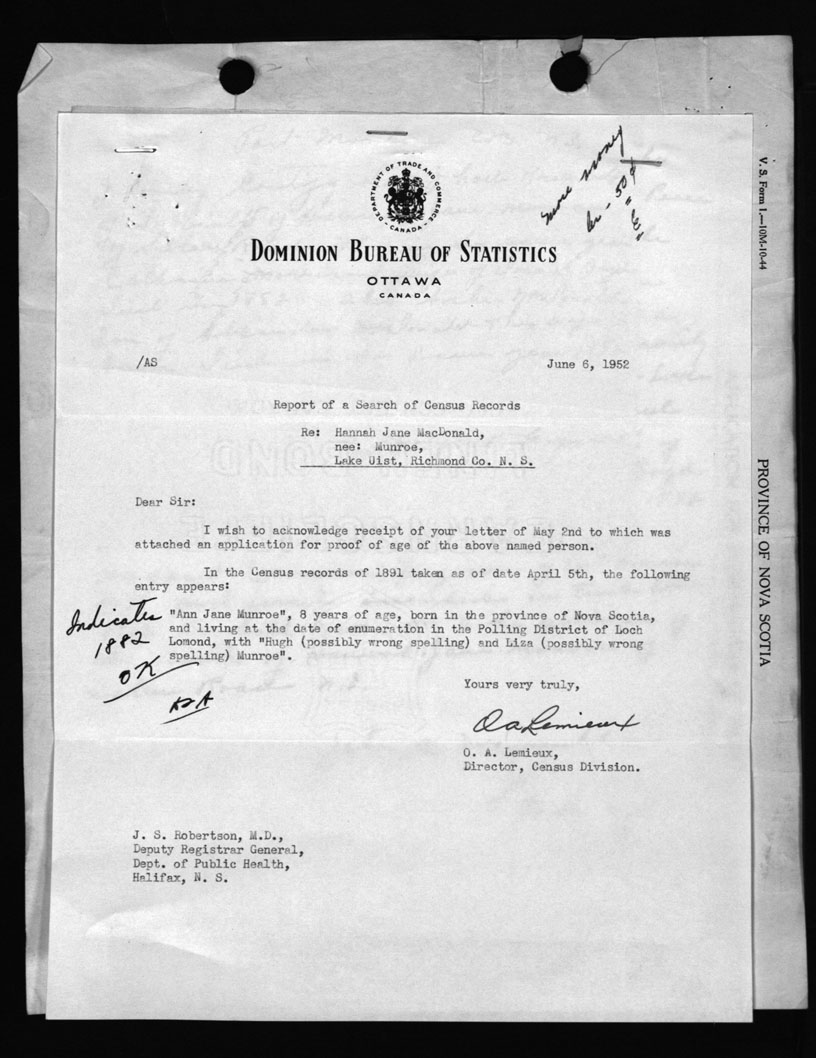 more money
50¢
DEPARTMENT OF TRADE AND COMMERCE
CANADA
DOMINION BUREAU OF STATISTICS
OTTAWA
CANADA
/AS
June 6, 1952
Report of a Search of Census Records
Re: Hannah Jane MacDonald,
nee: Munroe,
Lake Uist, Richmond Co. N. S.
Dear Sir:
I wish to acknowledge receipt of your letter of May 2nd to which was
attached an application for proof of age of the above named person.
In the Census records of 1891 taken as of date April 5th, the following
entry appears:
"Ann Jane Munroe", 8 years of age, born in the province of Nova Scotia,
and living at the date of enumeration in the Polling District of Loch
Lomond, with "Hugh (possibly wrong spelling) and Liza (possibly wrong
spelling) Munroe".
Indicates
1882
OK
Yours very truly,
O A Lemieux
O. A. Lemieux,
Director, Census Division.
J. S. Robertson, M.D.,
Deputy Registrar General,
Dept. of Public Health,
Halifax, N. S.
V. S. Form 1.—10M-10-44
PROVINCE OF NOVA SCOTIA